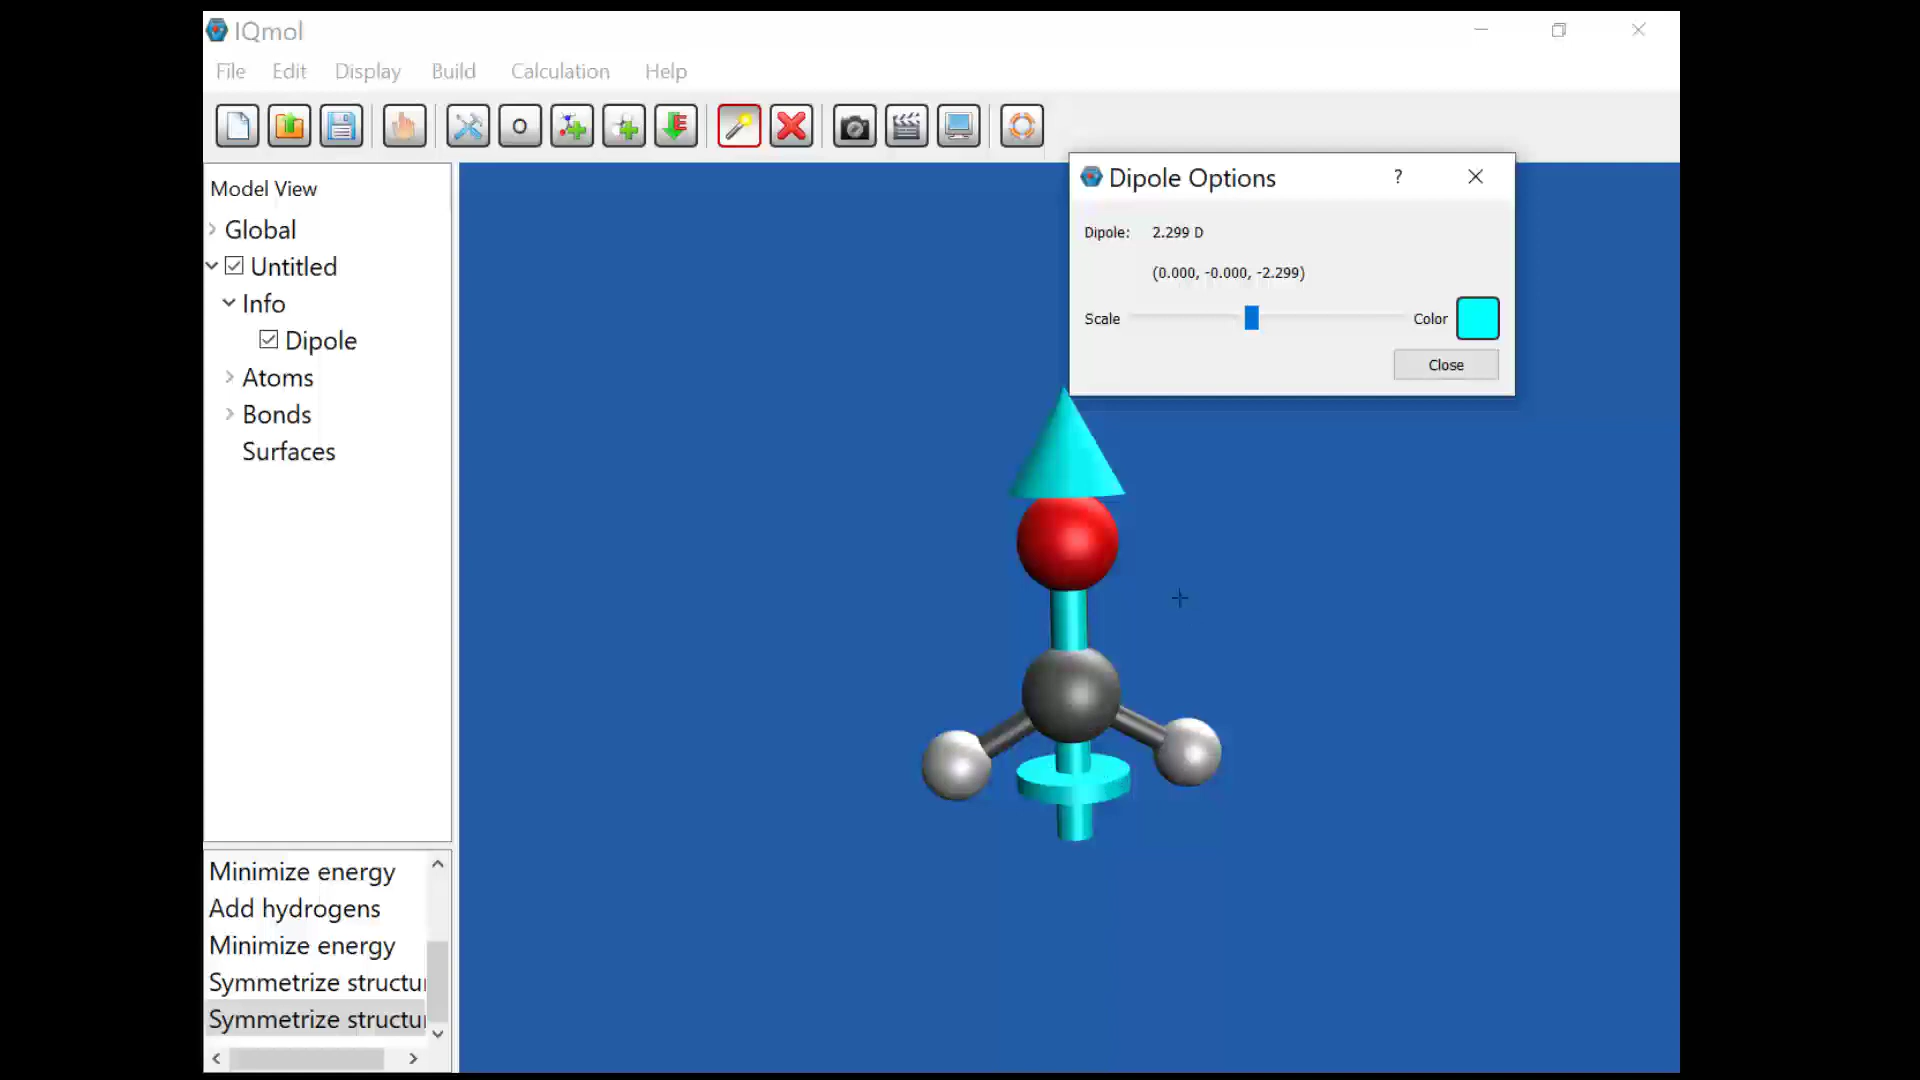 IQmol
File Edit Display Build Calculation Help
Model View
Global
Untitled
Info
Dipole
Atoms
Bonds
Surfaces
Dipole Options
?
Dipole: 2.299 D
(0.000, -0.000, -2.299)
Scale
Color
Close
Minimize energy
Add hydrogens
Minimize energy
Symmetrize structur
Symmetrize structur